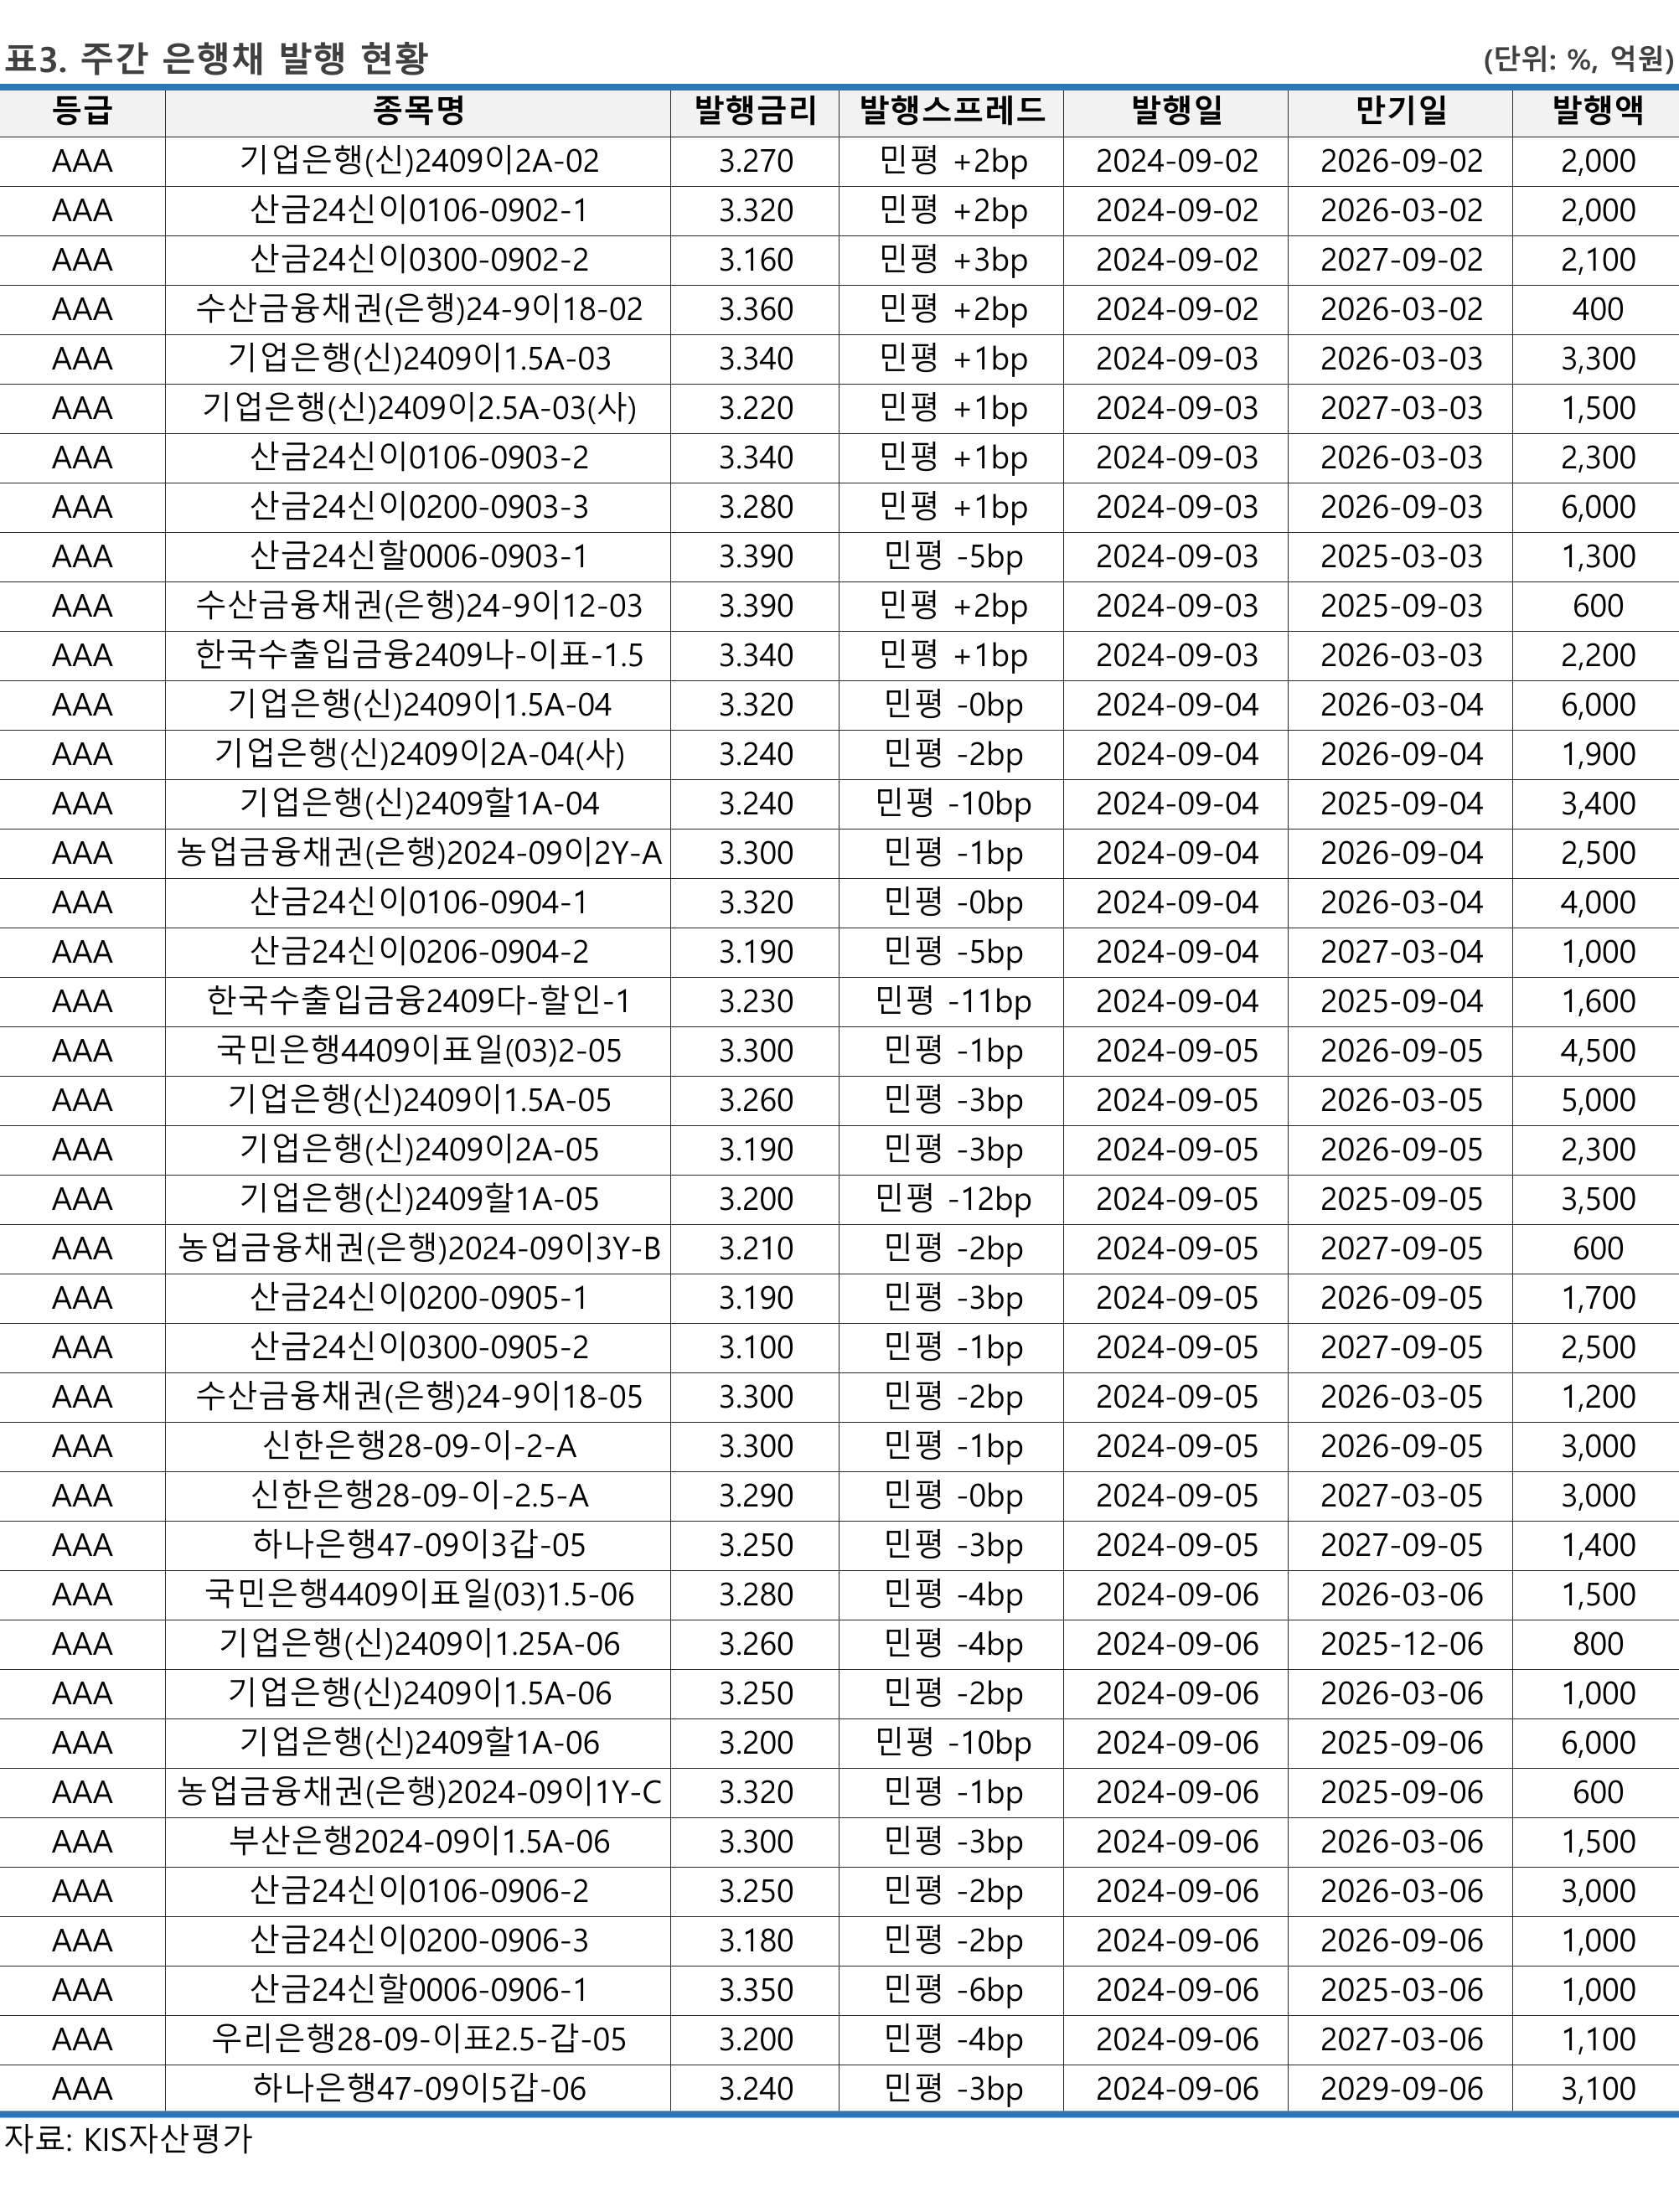 표3. 주간 은행채 발행 현황 (단위: %, 억원)
등급 종목명 발행금리 발행스프레드 발행일 만기일 발행액
AAA 기업은행(신)2409이2A-02 3.270 민평 +2bp 2024-09-02 2026-09-02 2,000
AAA 산금24신이0106-0902-1 3.320 민평 +2bp 2024-09-02 2026-03-02 2,000
AAA 산금24신이0300-0902-2 3.160 민평 +3bp 2024-09-02 2027-09-02 2,100
AAA 수산금융채권(은행)24-9이18-02 3.360 민평 +2bp 2024-09-02 2026-03-02 400
AAA 기업은행(신)2409이1.5A-03 3.340 민평 +1bp 2024-09-03 2026-03-03 3,300
AAA 기업은행(신)2409이2.5A-03(사) 3.220 민평 +1bp 2024-09-03 2027-03-03 1,500
AAA 산금24신이0106-0903-2 3.340 민평 +1bp 2024-09-03 2026-03-03 2,300
AAA 산금24신이0200-0903-3 3.280 민평 +1bp 2024-09-03 2026-09-03 6,000
AAA 산금24신할0006-0903-1 3.390 민평 -5bp 2024-09-03 2025-03-03 1,300
AAA 수산금융채권(은행)24-9이12-03 3.390 민평 +2bp 2024-09-03 2025-09-03 600
AAA 한국수출입금융2409나-이표-1.5 3.340 민평 +1bp 2024-09-03 2026-03-03 2,200
AAA 기업은행(신)2409이1.5A-04 3.320 민평 -0bp 2024-09-04 2026-03-04 6,000
AAA 기업은행(신)2409이2A-04(사) 3.240 민평 -2bp 2024-09-04 2026-09-04 1,900
AAA 기업은행(신)2409할1A-04 3.240 민평 -10bp 2024-09-04 2025-09-04 3,400
AAA 농업금융채권(은행)2024-09이2Y-A 3.300 민평 -1bp 2024-09-04 2026-09-04 2,500
AAA 산금24신이0106-0904-1 3.320 민평 -0bp 2024-09-04 2026-03-04 4,000
AAA 산금24신이0206-0904-2 3.190 민평 -5bp 2024-09-04 2027-03-04 1,000
AAA 한국수출입금융2409다-할인-1 3.230 민평 -11bp 2024-09-04 2025-09-04 1,600
AAA 국민은행4409이표일(03)2-05 3.300 민평 -1bp 2024-09-05 2026-09-05 4,500
AAA 기업은행(신)2409이1.5A-05 3.260 민평 -3bp 2024-09-05 2026-03-05 5,000
AAA 기업은행(신)2409이2A-05 3.190 민평 -3bp 2024-09-05 2026-09-05 2,300
AAA 기업은행(신)2409할1A-05 3.200 민평 -12bp 2024-09-05 2025-09-05 3,500
AAA 농업금융채권(은행)2024-09이3Y-B 3.210 민평 -2bp 2024-09-05 2027-09-05 600
AAA 산금24신이0200-0905-1 3.190 민평 -3bp 2024-09-05 2026-09-05 1,700
AAA 산금24신이0300-0905-2 3.100 민평 -1bp 2024-09-05 2027-09-05 2,500
AAA 수산금융채권(은행)24-9이18-05 3.300 민평 -2bp 2024-09-05 2026-03-05 1,200
AAA 신한은행28-09-이-2-A 3.300 민평 -1bp 2024-09-05 2026-09-05 3,000
AAA 신한은행28-09-이-2.5-A 3.290 민평 -0bp 2024-09-05 2027-03-05 3,000
AAA 하나은행47-09이3갑-05 3.250 민평 -3bp 2024-09-05 2027-09-05 1,400
AAA 국민은행4409이표일(03)1.5-06 3.280 민평 -4bp 2024-09-06 2026-03-06 1,500
AAA 기업은행(신)2409이1.25A-06 3.260 민평 -4bp 2024-09-06 2025-12-06 800
AAA 기업은행(신)2409이1.5A-06 3.250 민평 -2bp 2024-09-06 2026-03-06 1,000
AAA 기업은행(신)2409할1A-06 3.200 민평 -10bp 2024-09-06 2025-09-06 6,000
AAA 농업금융채권(은행)2024-09이1Y-C 3.320 민평 -1bp 2024-09-06 2025-09-06 600
AAA 부산은행2024-09이1.5A-06 3.300 민평 -3bp 2024-09-06 2026-03-06 1,500
AAA 산금24신이0106-0906-2 3.250 민평 -2bp 2024-09-06 2026-03-06 3,000
AAA 산금24신이0200-0906-3 3.180 민평 -2bp 2024-09-06 2026-09-06 1,000
AAA 산금24신할0006-0906-1 3.350 민평 -6bp 2024-09-06 2025-03-06 1,000
AAA 우리은행28-09-이표2.5-갑-05 3.200 민평 -4bp 2024-09-06 2027-03-06 1,100
AAA 하나은행47-09이5갑-06 3.240 민평 -3bp 2024-09-06 2029-09-06 3,100
자료: KIS자산평가